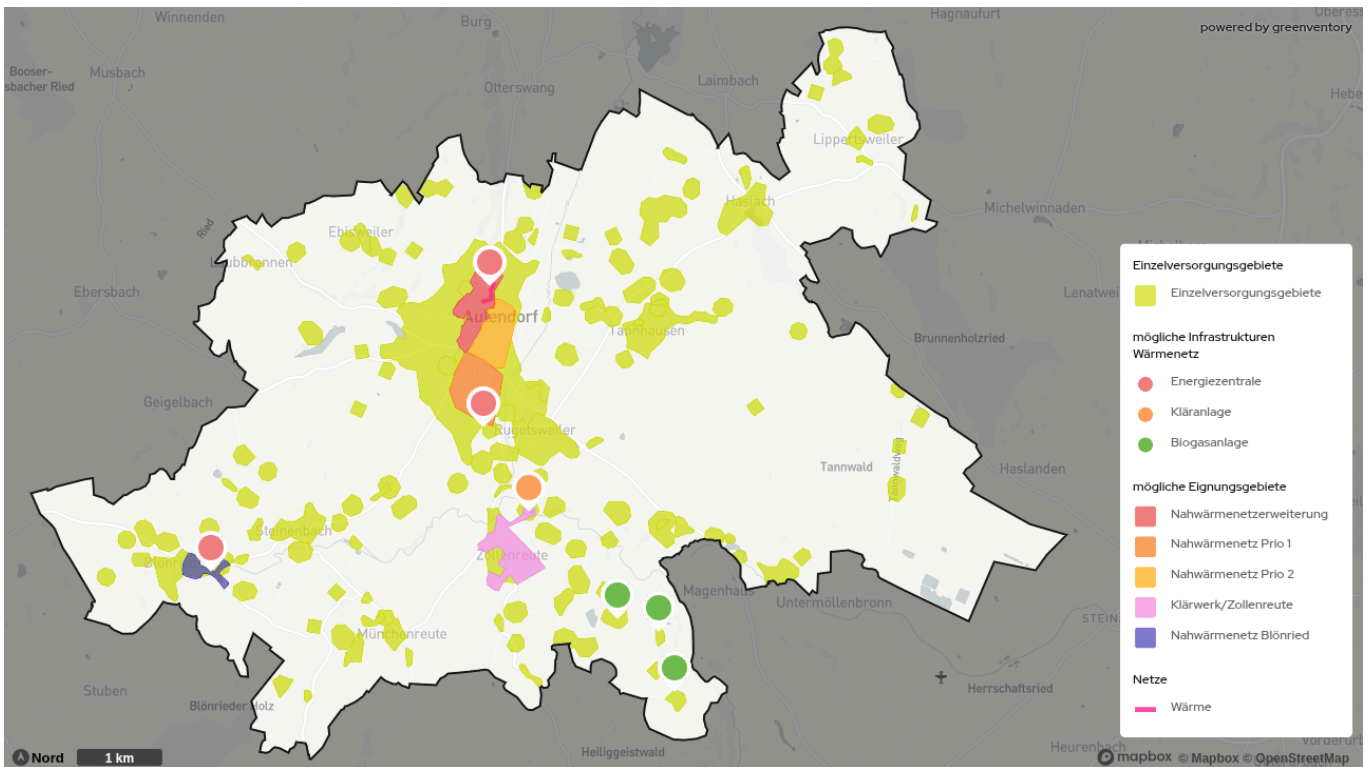 Winnenden
Burg
Hagnaufurt
powered by greenventory
Booser-
sbacher Ried
Musbach
Otterswang
Laimbach
Lippertsweiler
Haslach
Michelwinnaden
Ried
Ebisweiler
Laubbronnen
Ebersbach
Aulendorf
Tannhausen
Brunnenholzried
Geigelbach
Rugetsweiler
Tannwald
Tannwaldweg
Haslanden
Steinenbach
Blönried
Zollenreute
Magenhaus
Untermöllenbronn
Münchenreute
Stuben
Blönrieder Holz
Herrschaftsried
Heiliggeistwald
Heurenbach
Einzelversorgungsgebiete
Einzelversorgungsgebiete
mögliche Infrastrukturen
Wärmenetz
Energiezentrale
Kläranlage
Biogasanlage
mögliche Eignungsgebiete
Nahwärmenetzerweiterung
Nahwärmenetz Prio 1
Nahwärmenetz Prio 2
Klärwerk/Zollenreute
Nahwärmenetz Blönried
Netze
Wärme
Nord
1 km
mapbox © Mapbox © OpenStreetMap